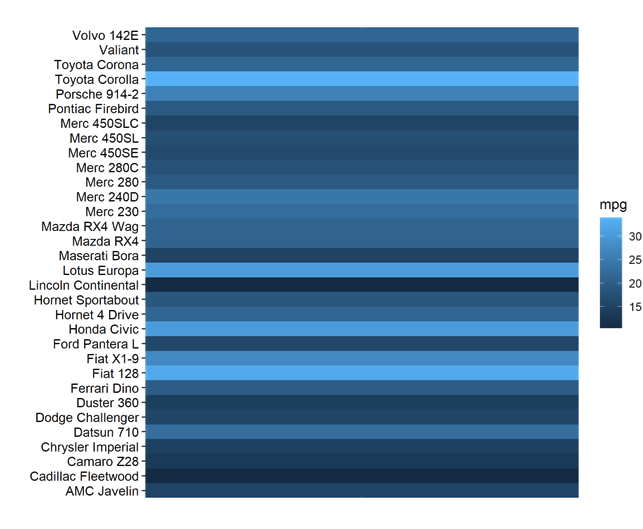 Volvo 142E
Valiant
Toyota Corona
Toyota Corolla
Porsche 914-2
Pontiac Firebird
Merc 450SLC
Merc 450SL
Merc 450SE
Merc 280C
Merc 280
Merc 240D
Merc 230
Mazda RX4 Wag
Mazda RX4
Maserati Bora
Lotus Europa
Lincoln Continental
Hornet Sportabout
Hornet 4 Drive
Honda Civic
Ford Pantera L
Fiat X1-9
Fiat 128
Ferrari Dino
Duster 360
Dodge Challenger
Datsun 710
Chrysler Imperial
Camaro Z28
Cadillac Fleetwood
AMC Javelin
mpg
30
25
20
15